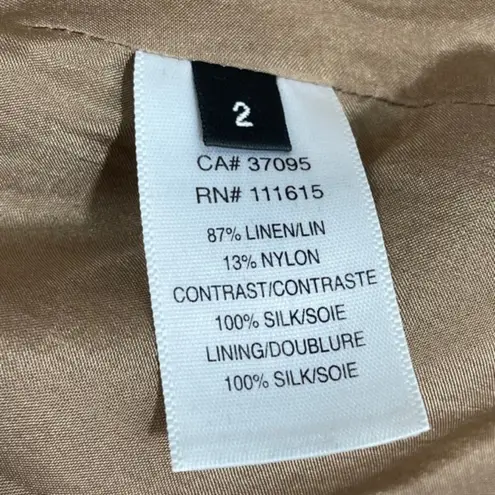 2
CA# 37095
RN# 111615
87% LINEN/LIN
13% NYLON
CONTRAST/CONTRASTE
100% SILK/SOIE
LINING/DOUBLURE
100% SILK/SOIE